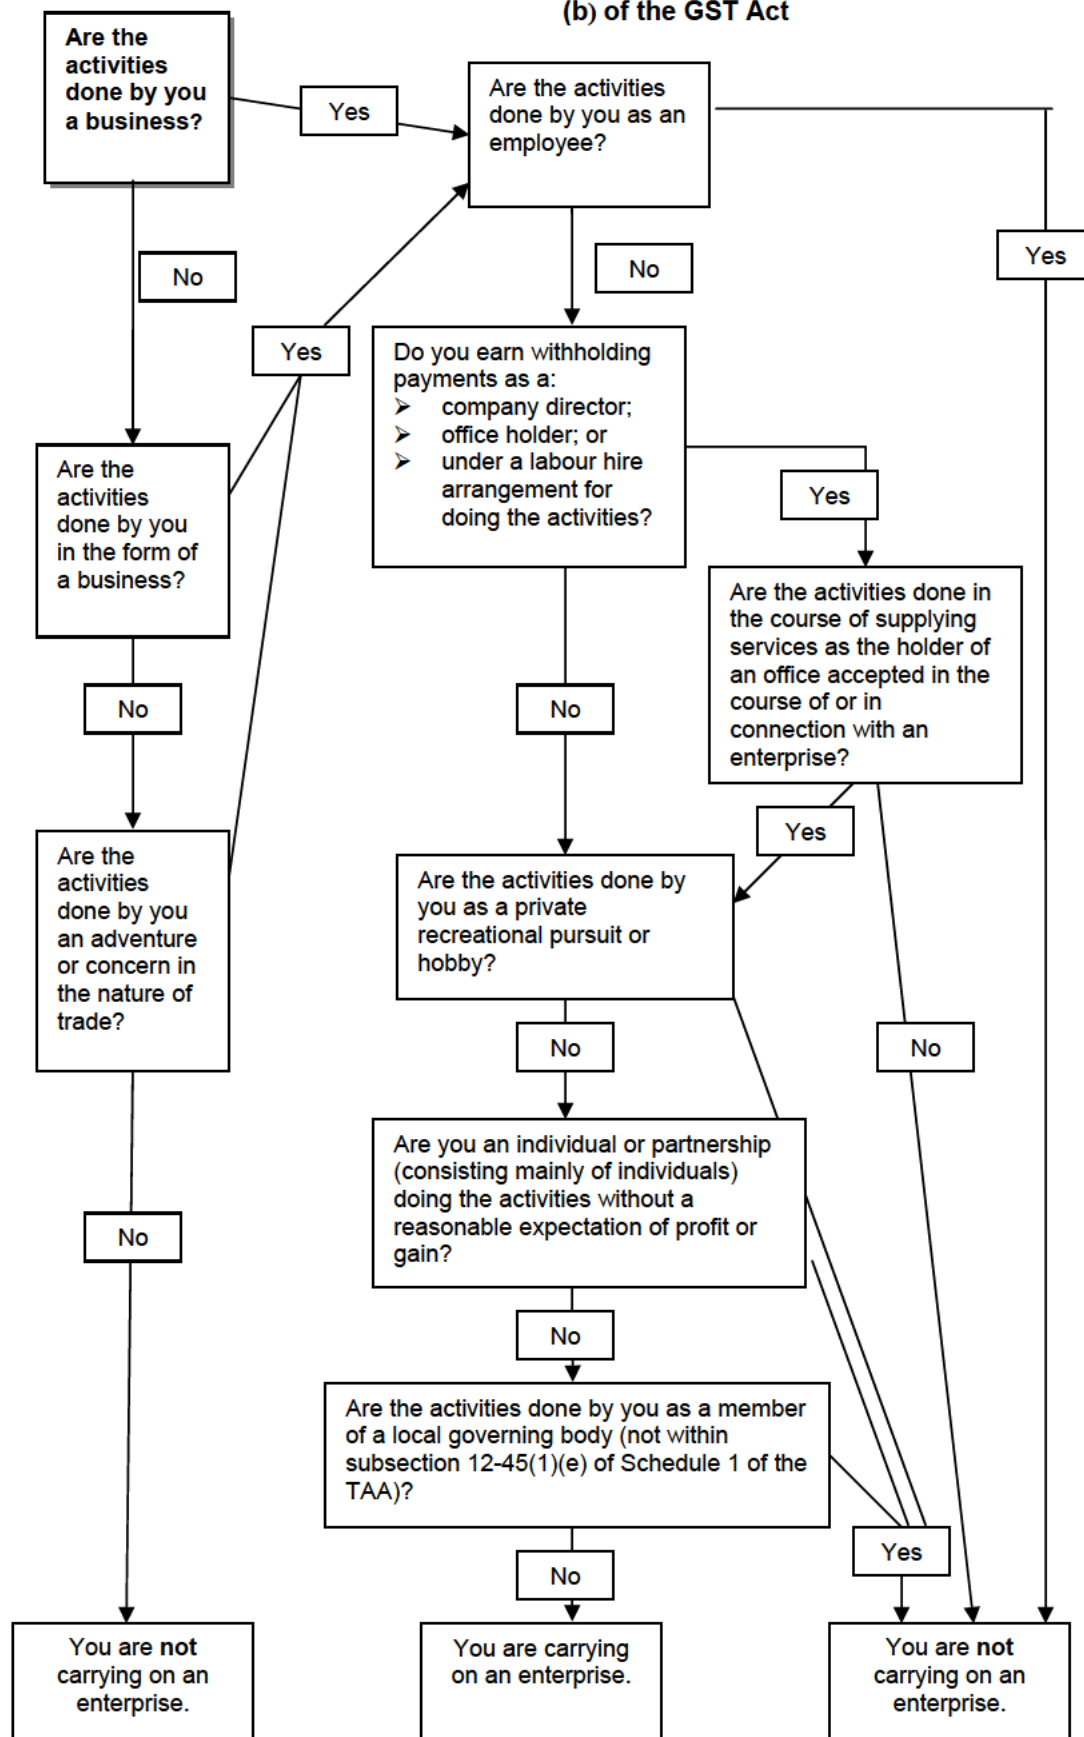 (b) of the GST Act
Are the
activities
done by you
a business?
Yes
Are the activities
done by you as an
employee?
Yes
No
No
Yes
Do you earn withholding
payments as a:
➢ company director;
➢ office holder; or
➢ under a labour hire
arrangement for
doing the activities?
Are the
activities
done by you
in the form of
a business?
Yes
Are the activities done in
the course of supplying
services as the holder of
an office accepted in the
course of or in
connection with an
enterprise?
No
No
Yes
Are the
activities
done by you
an adventure
or concern in
the nature of
trade?
Are the activities done by
you as a private
recreational pursuit or
hobby?
No
No
Are you an individual or partnership
(consisting mainly of individuals)
doing the activities without a
reasonable expectation of profit or
gain?
No
No
Are the activities done by you as a member
of a local governing body (not within
subsection 12-45(1)(e) of Schedule 1 of the
TAA)?
Yes
No
You are not
carrying on an
enterprise.
You are carrying
on an enterprise.
You are not
carrying on an
enterprise.